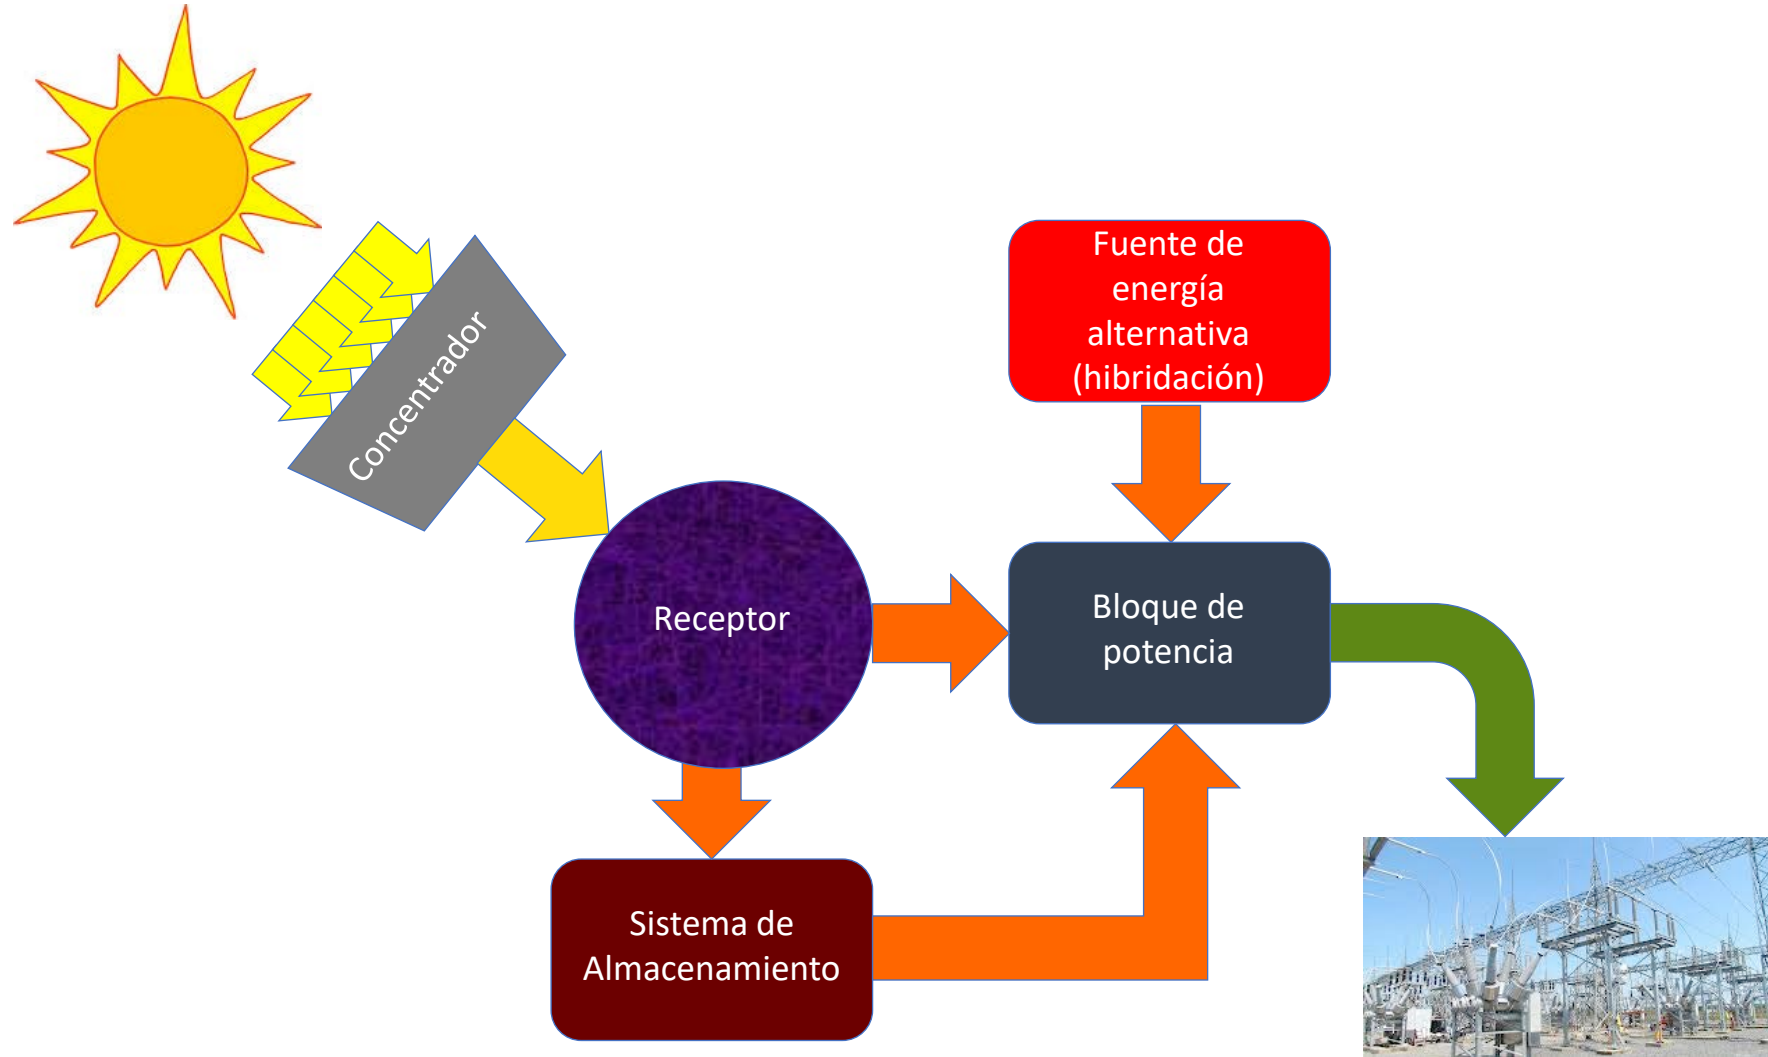 Concentrador
Fuente de
energía
alternativa
(hibridación)
Receptor
Bloque de
potencia
Sistema de
Almacenamiento